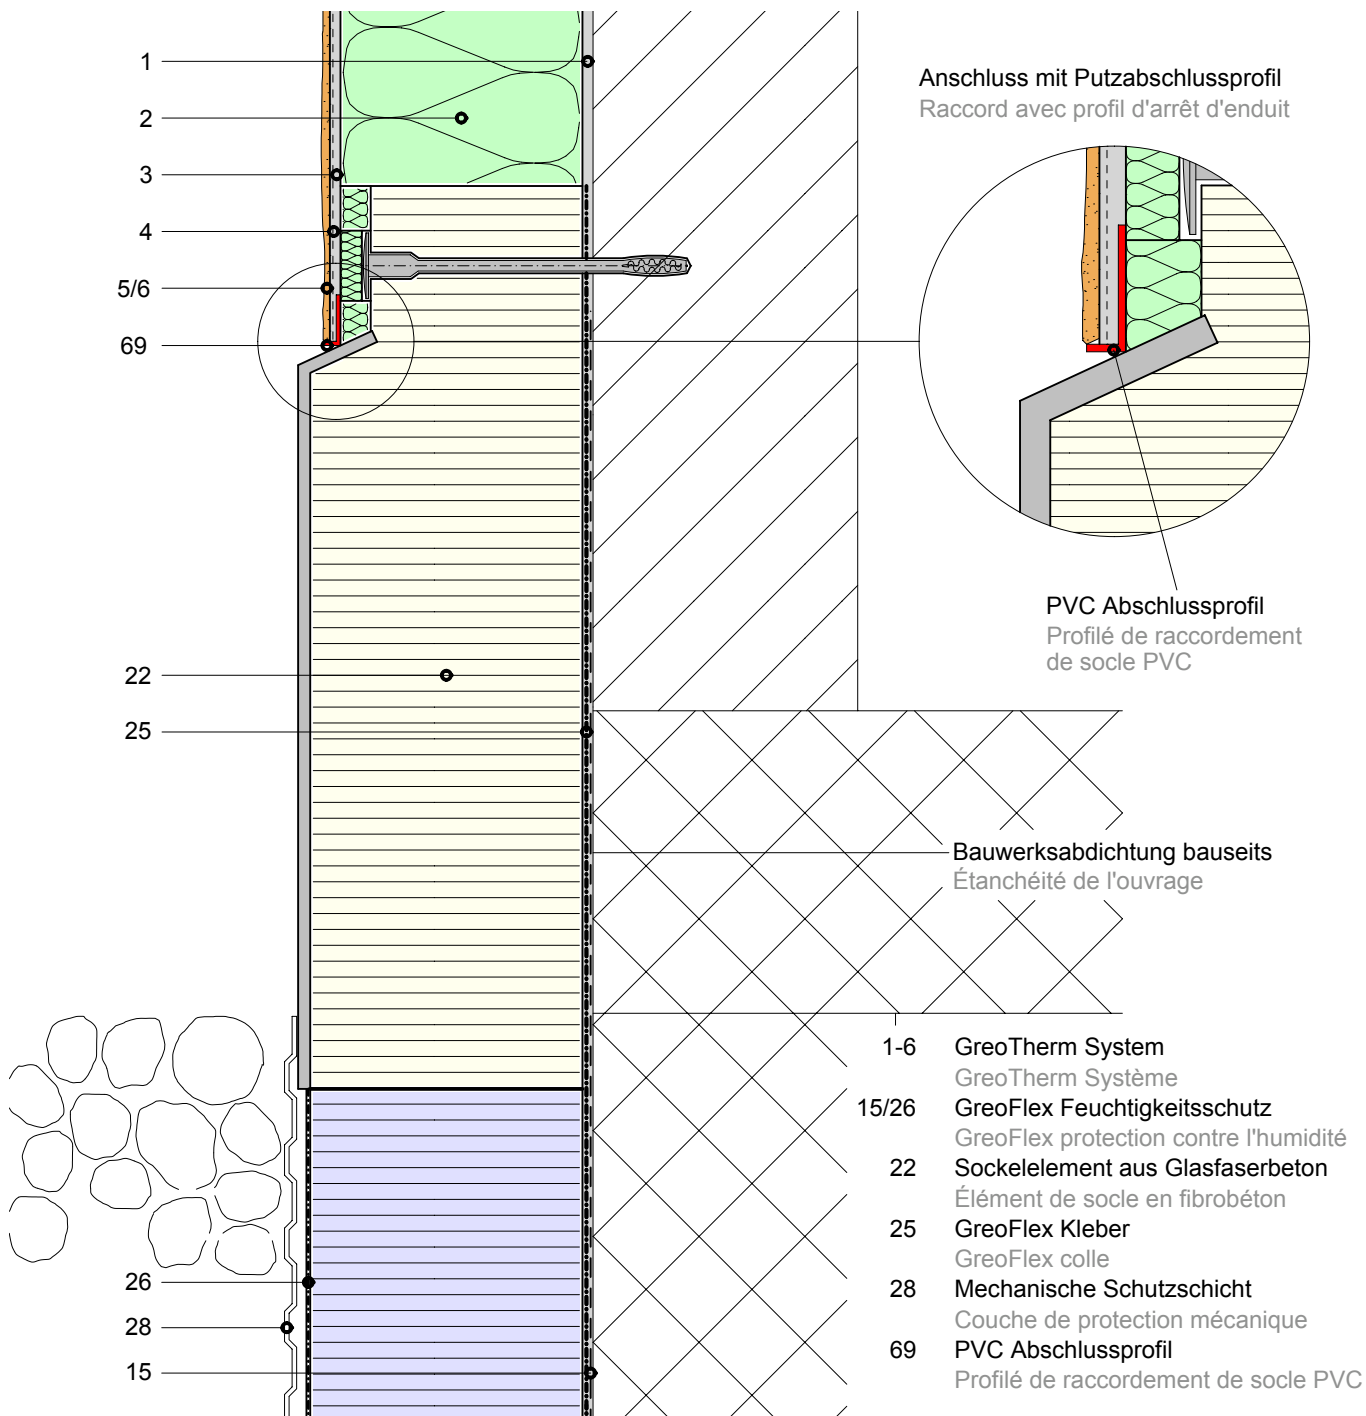 1
2
3
4
5/6
69
22
25
26
28
15
Anschluss mit Putzabschlussprofil
Raccord avec profil d'arrêt d'enduit
PVC Abschlussprofil
Profilé de raccordement
de socle PVC
Bauwerksabdichtung bauseits
Étanchéité de l'ouvrage
1-6 GreoTherm System
GreoTherm Système
15/26 GreoFlex Feuchtigkeitsschutz
GreoFlex protection contre l'humidité
22 Sockelelement aus Glasfaserbeton
Élément de socle en fibrobéton
25 GreoFlex Kleber
GreoFlex colle
28 Mechanische Schutzschicht
Couche de protection mécanique
69 PVC Abschlussprofil
Profilé de raccordement de socle PVC